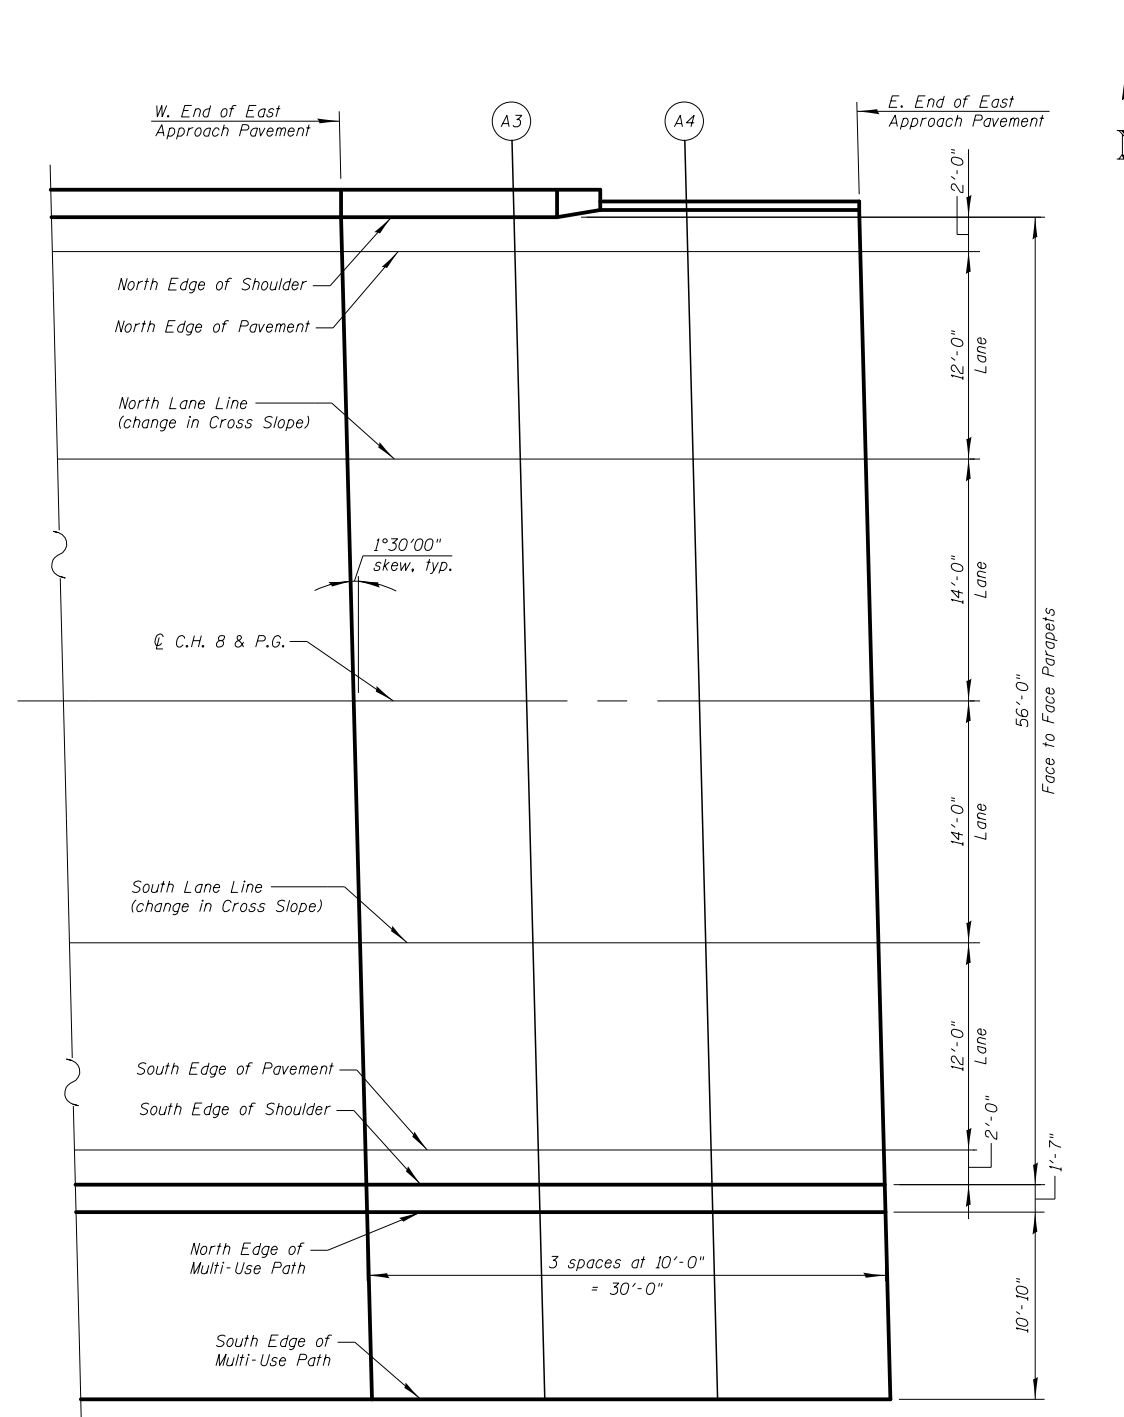 W. End of East
Approach Pavement
A3
A4
E. End of East
Approach Pavement
2'-0"
North Edge of Shoulder
North Edge of Pavement
12'-0"
Lane
North Lane Line
(change in Cross Slope)
1°30'00"
skew, typ.
14'-0"
Lane
℄ C.H. 8 & P.G.
56'-0"
Face to Face Parapets
14'-0"
Lane
South Lane Line
(change in Cross Slope)
12'-0"
Lane
South Edge of Pavement
South Edge of Shoulder
2'-0"
1'-7"
North Edge of
Multi-Use Path
3 spaces at 10'-0"
= 30'-0"
10'-10"
South Edge of
Multi-Use Path